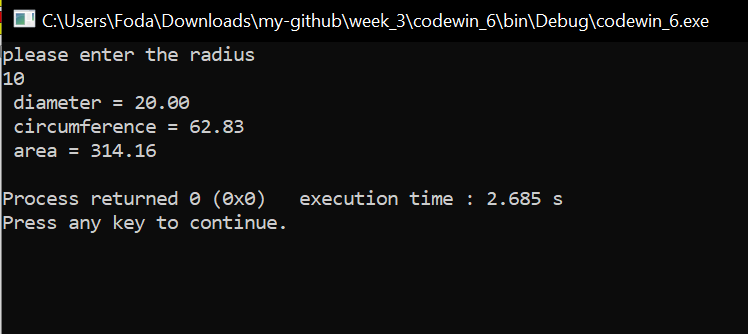 C:\Users\Foda\Downloads\my-github\week_3\codewin_6\bin\Debug\codewin_6.exe
please enter the radius
10
 diameter = 20.00
 circumference = 62.83
 area = 314.16

Process returned 0 (0x0)   execution time : 2.685 s
Press any key to continue.